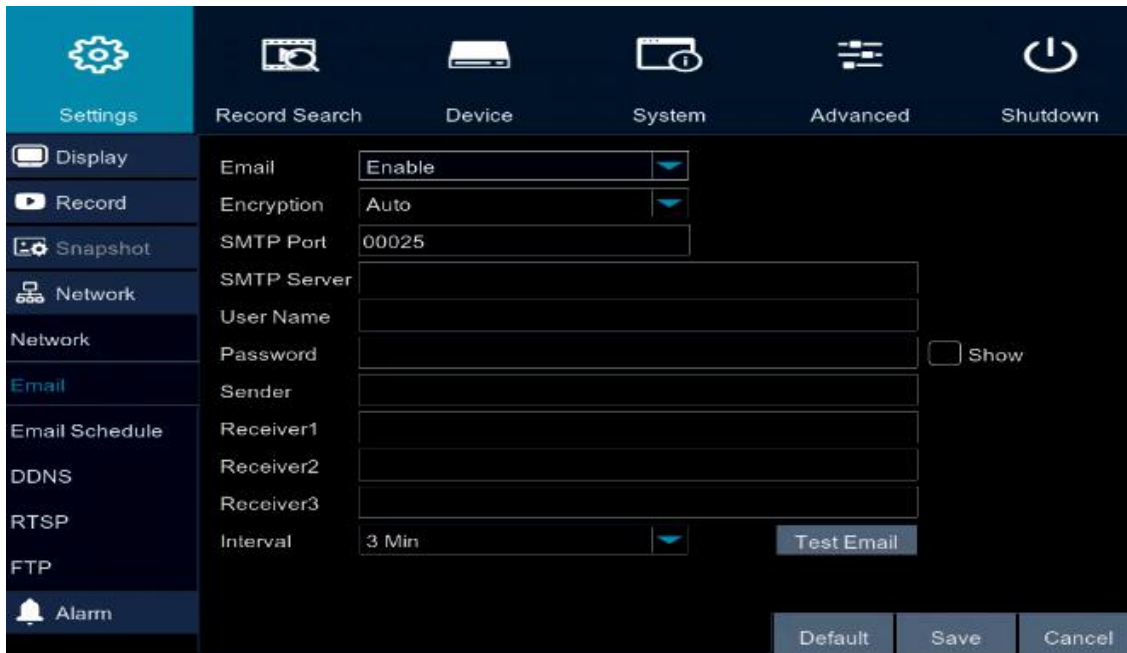 Settings Record Search Device System Advanced Shutdown
Display
Record
Snapshot
Network
Network
Email
Email Schedule
DDNS
RTSP
FTP
Alarm
Email Enable
Encryption Auto
SMTP Port 00025
SMTP Server
User Name
Password Show
Sender
Receiver1
Receiver2
Receiver3
Interval 3 Min Test Email
Default Save Cancel